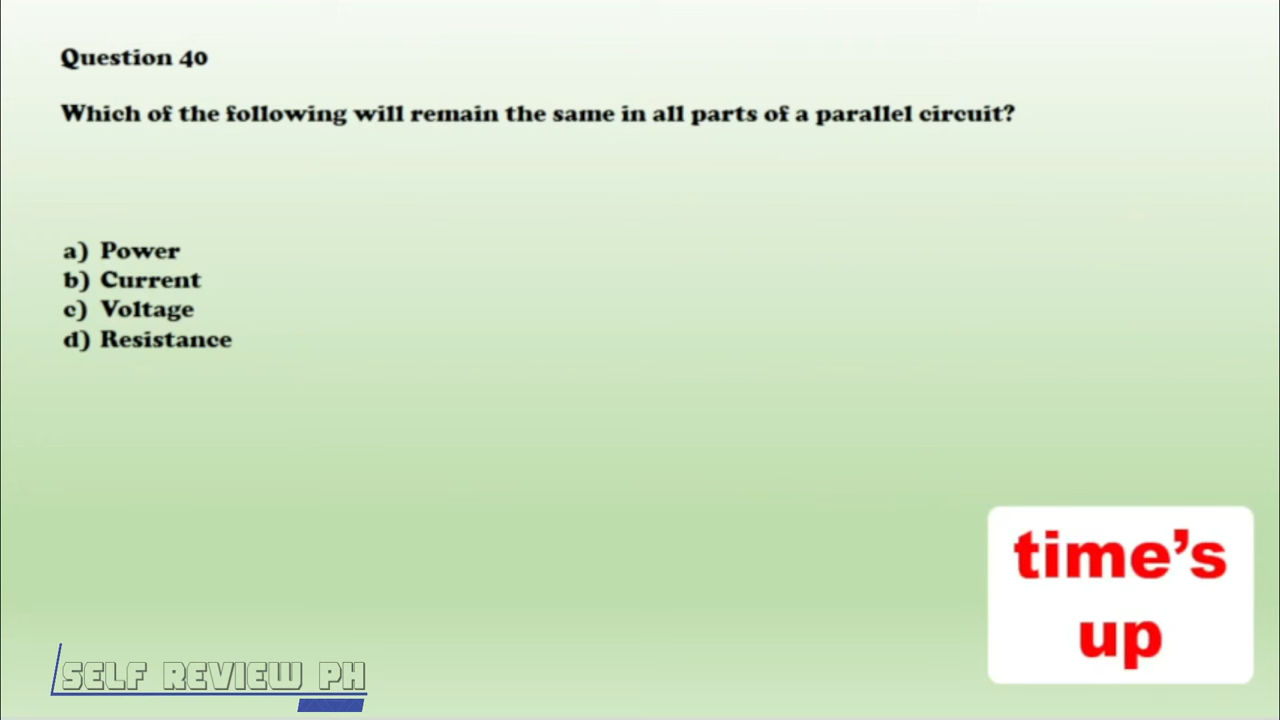 Question 40
Which of the following will remain the same in all parts of a parallel circuit?
a) Power
b) Current
c) Voltage
d) Resistance
time’s
up
SELF REVIEW PH